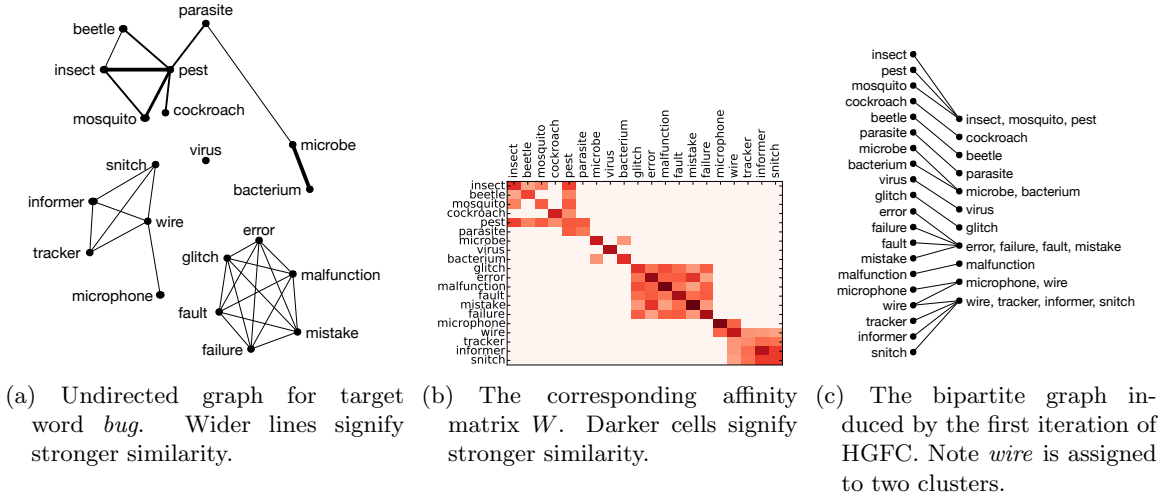 parasite
beetle
insect
pest
mosquito
cockroach
virus
microbe
snitch
bacterium
informer
wire
tracker
error
glitch
malfunction
microphone
fault
mistake
failure
insect
beetle
mosquito
cockroach
pest
parasite
microbe
virus
bacterium
glitch
error
malfunction
fault
mistake
failure
microphone
wire
tracker
informer
snitch
insect
beetle
mosquito
cockroach
pest
parasite
microbe
virus
bacterium
glitch
error
malfunction
fault
mistake
failure
microphone
wire
tracker
informer
snitch
insect
pest
mosquito
cockroach
beetle
parasite
microbe
bacterium
virus
glitch
error
failure
fault
mistake
malfunction
microphone
wire
tracker
informer
snitch
insect, mosquito, pest
cockroach
beetle
parasite
microbe, bacterium
virus
glitch
error, failure, fault, mistake
malfunction
microphone, wire
wire, tracker, informer, snitch
(a) Undirected graph for target
word bug. Wider lines signify
stronger similarity.
(b) The corresponding affinity
matrix W. Darker cells signify
stronger similarity.
(c) The bipartite graph in-
duced by the first iteration of
HGFC. Note wire is assigned
to two clusters.